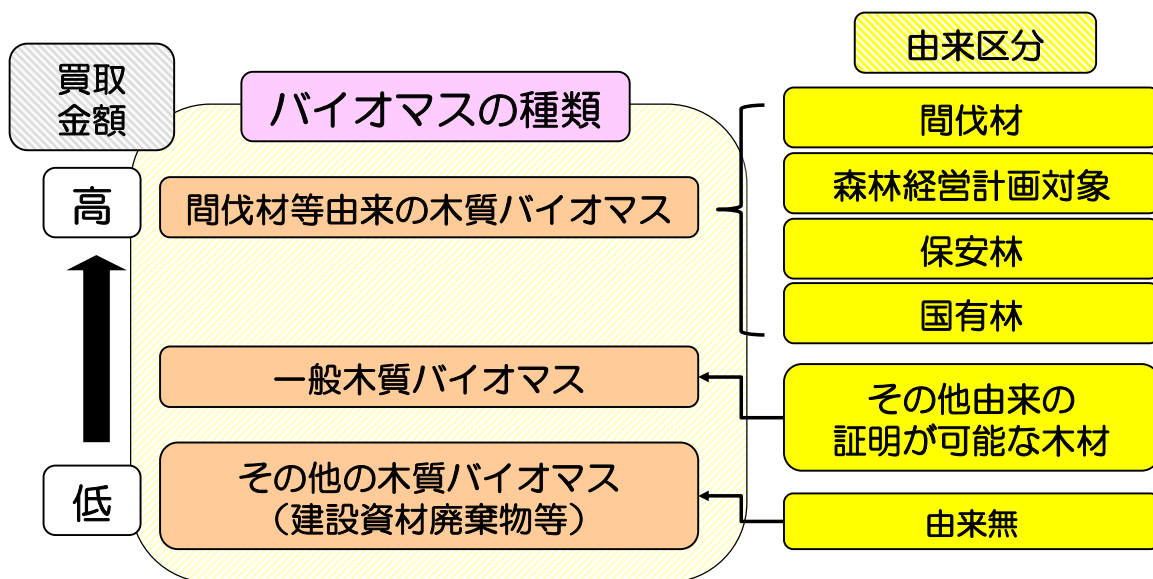 買取
金額
バイオマスの種類
由来区分
高
間伐材等由来の木質バイオマス
間伐材
森林経営計画対象
保安林
国有林
一般木質バイオマス
その他由来の
証明が可能な木材
低
その他の木質バイオマス
（建設資材廃棄物等）
由来無